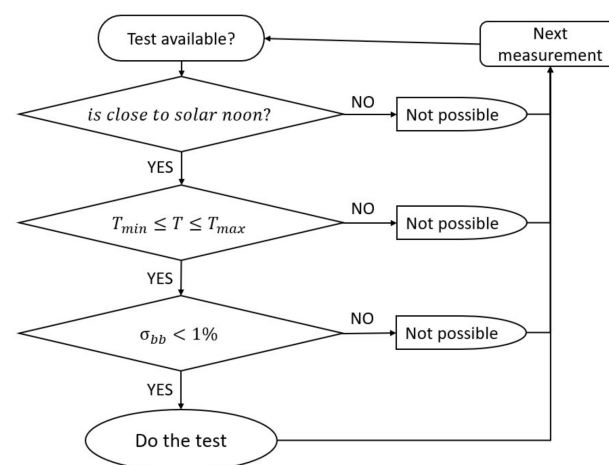 Test available?
Next
measurement
is close to solar noon?
NO
Not possible
YES
T_min ≤ T ≤ T_max
NO
Not possible
YES
σ_bb < 1%
NO
Not possible
YES
Do the test